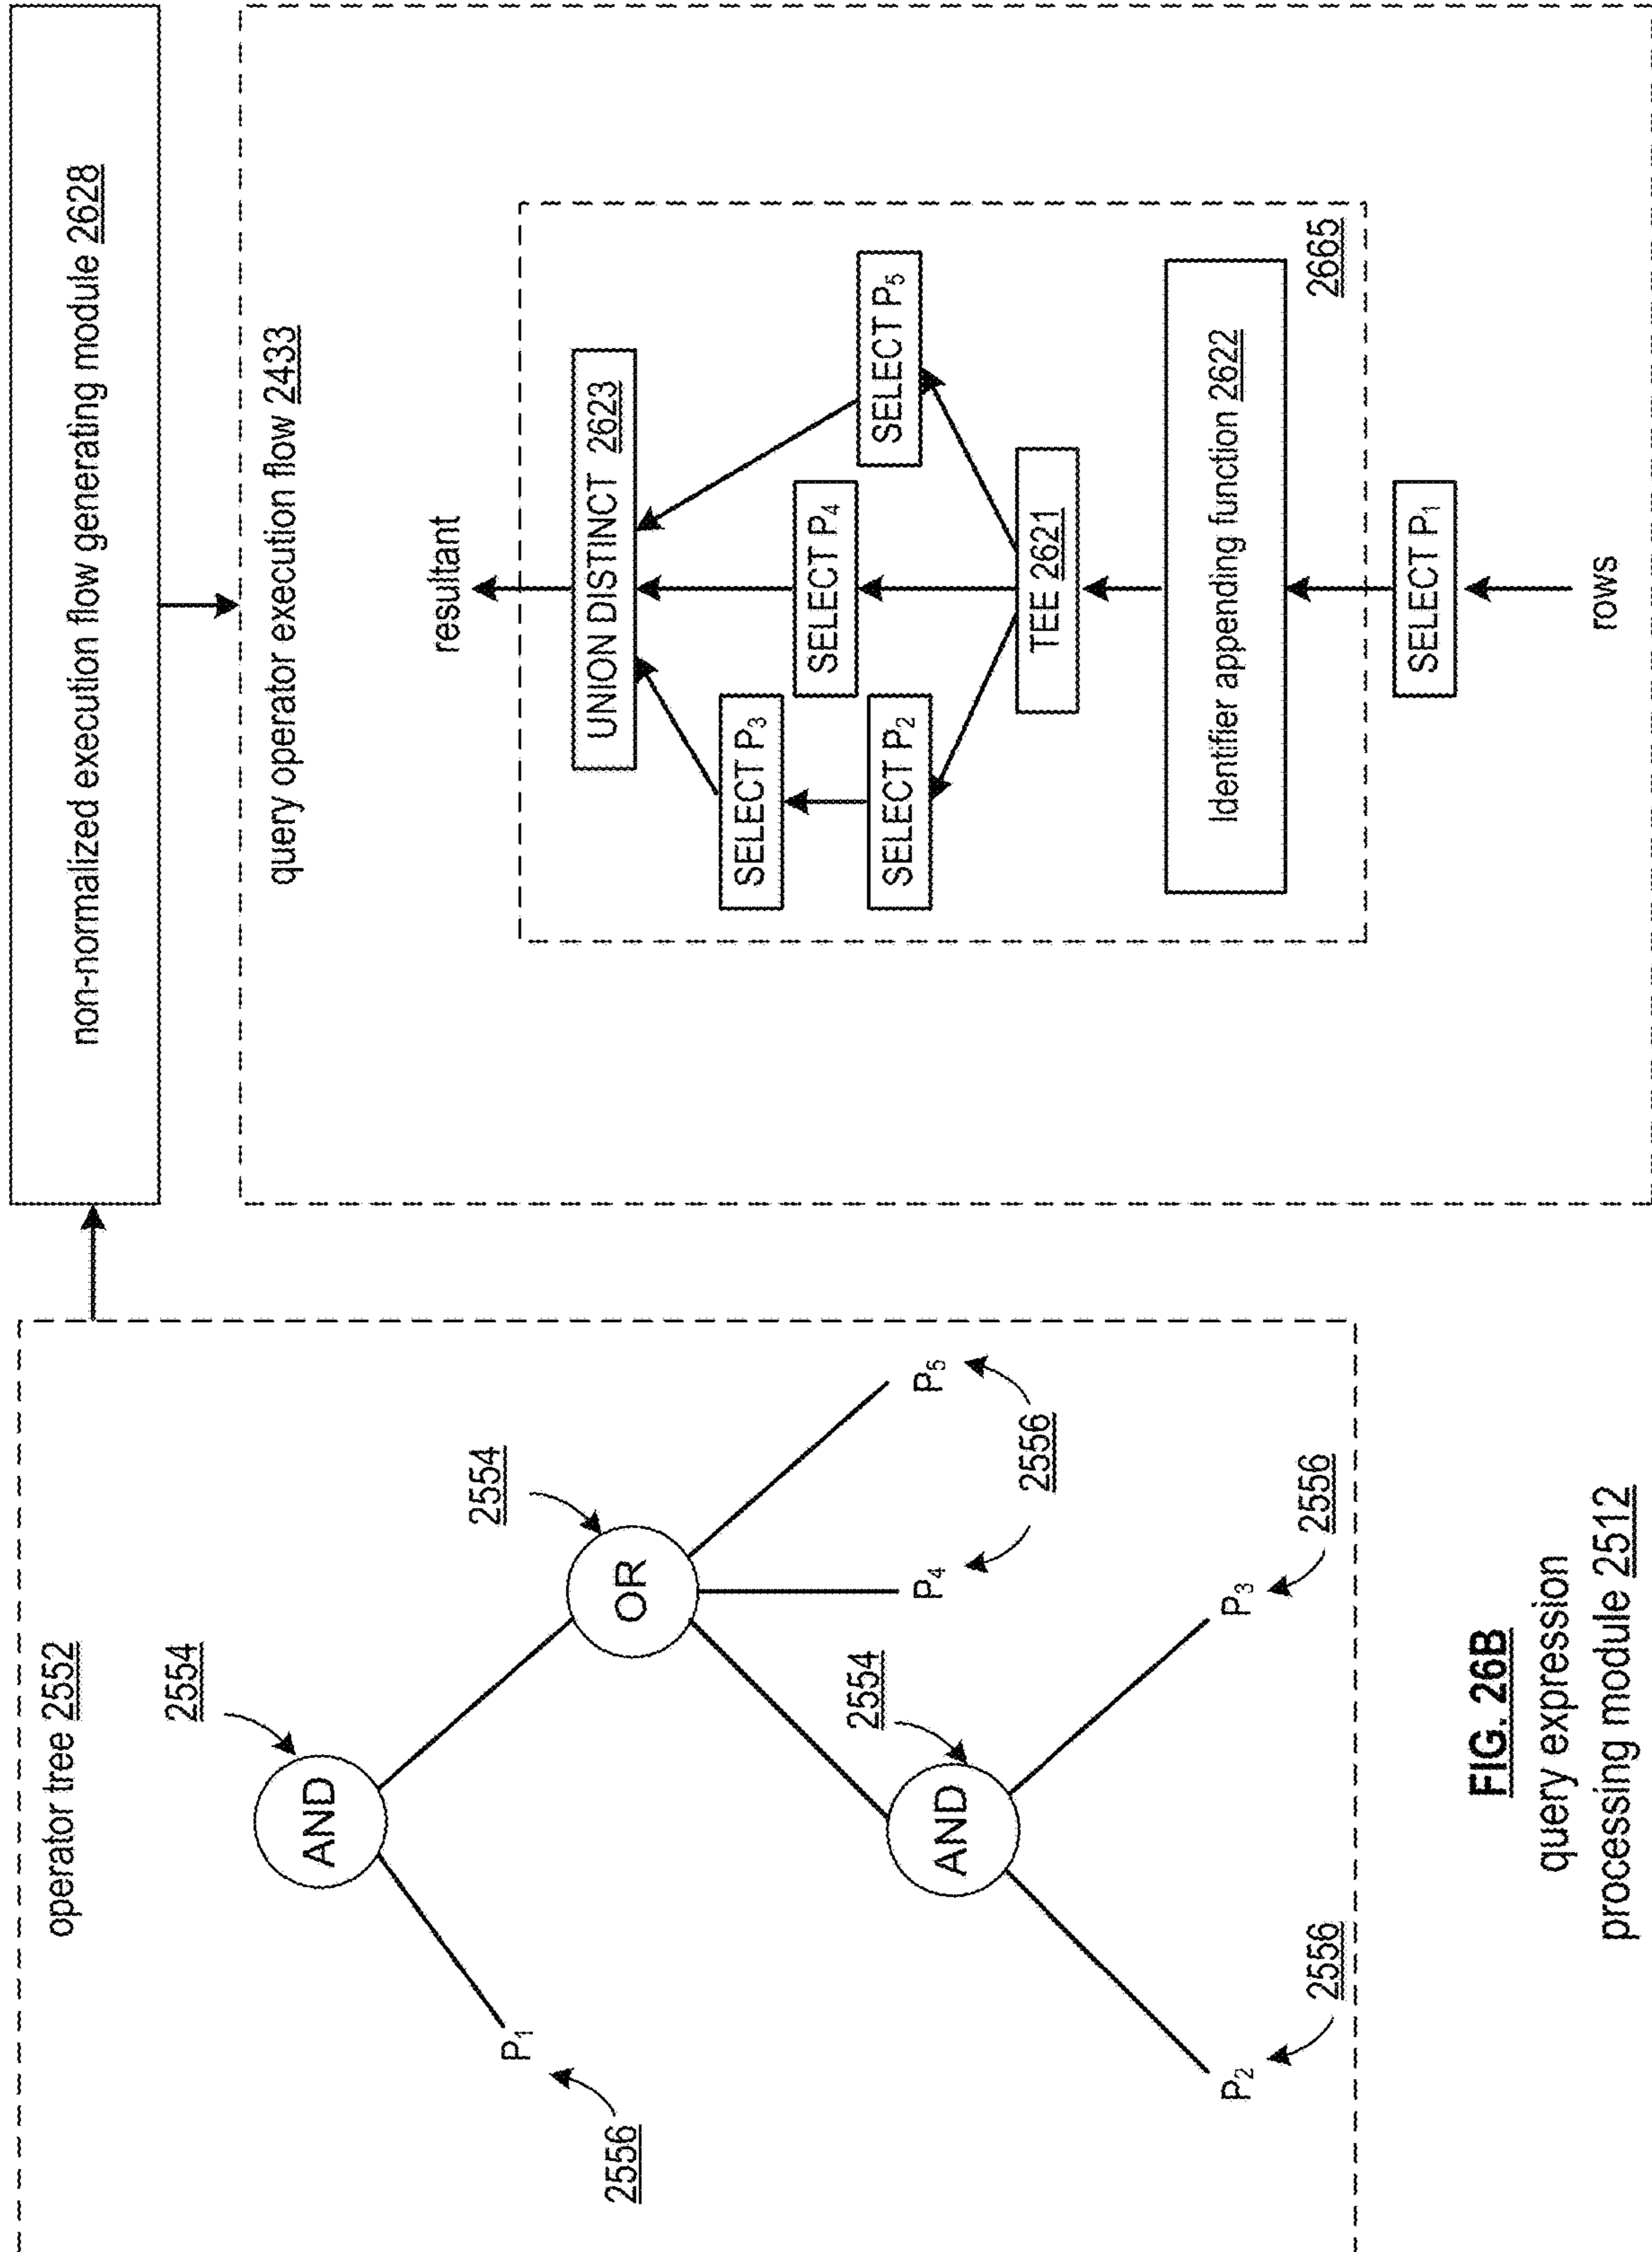 operator tree 2552
2554
AND
P1
2556
2554
OR
2554
AND
P4
P5
2556
P2
P3
2556
2556
non-normalized execution flow generating module 2628
query operator execution flow 2433
resultant
UNION DISTINCT 2623
SELECT P3
SELECT P4
SELECT P5
SELECT P2
TEE 2621
Identifier appending function 2622
2665
SELECT P1
rows
FIG. 26B
query expression
processing module 2512